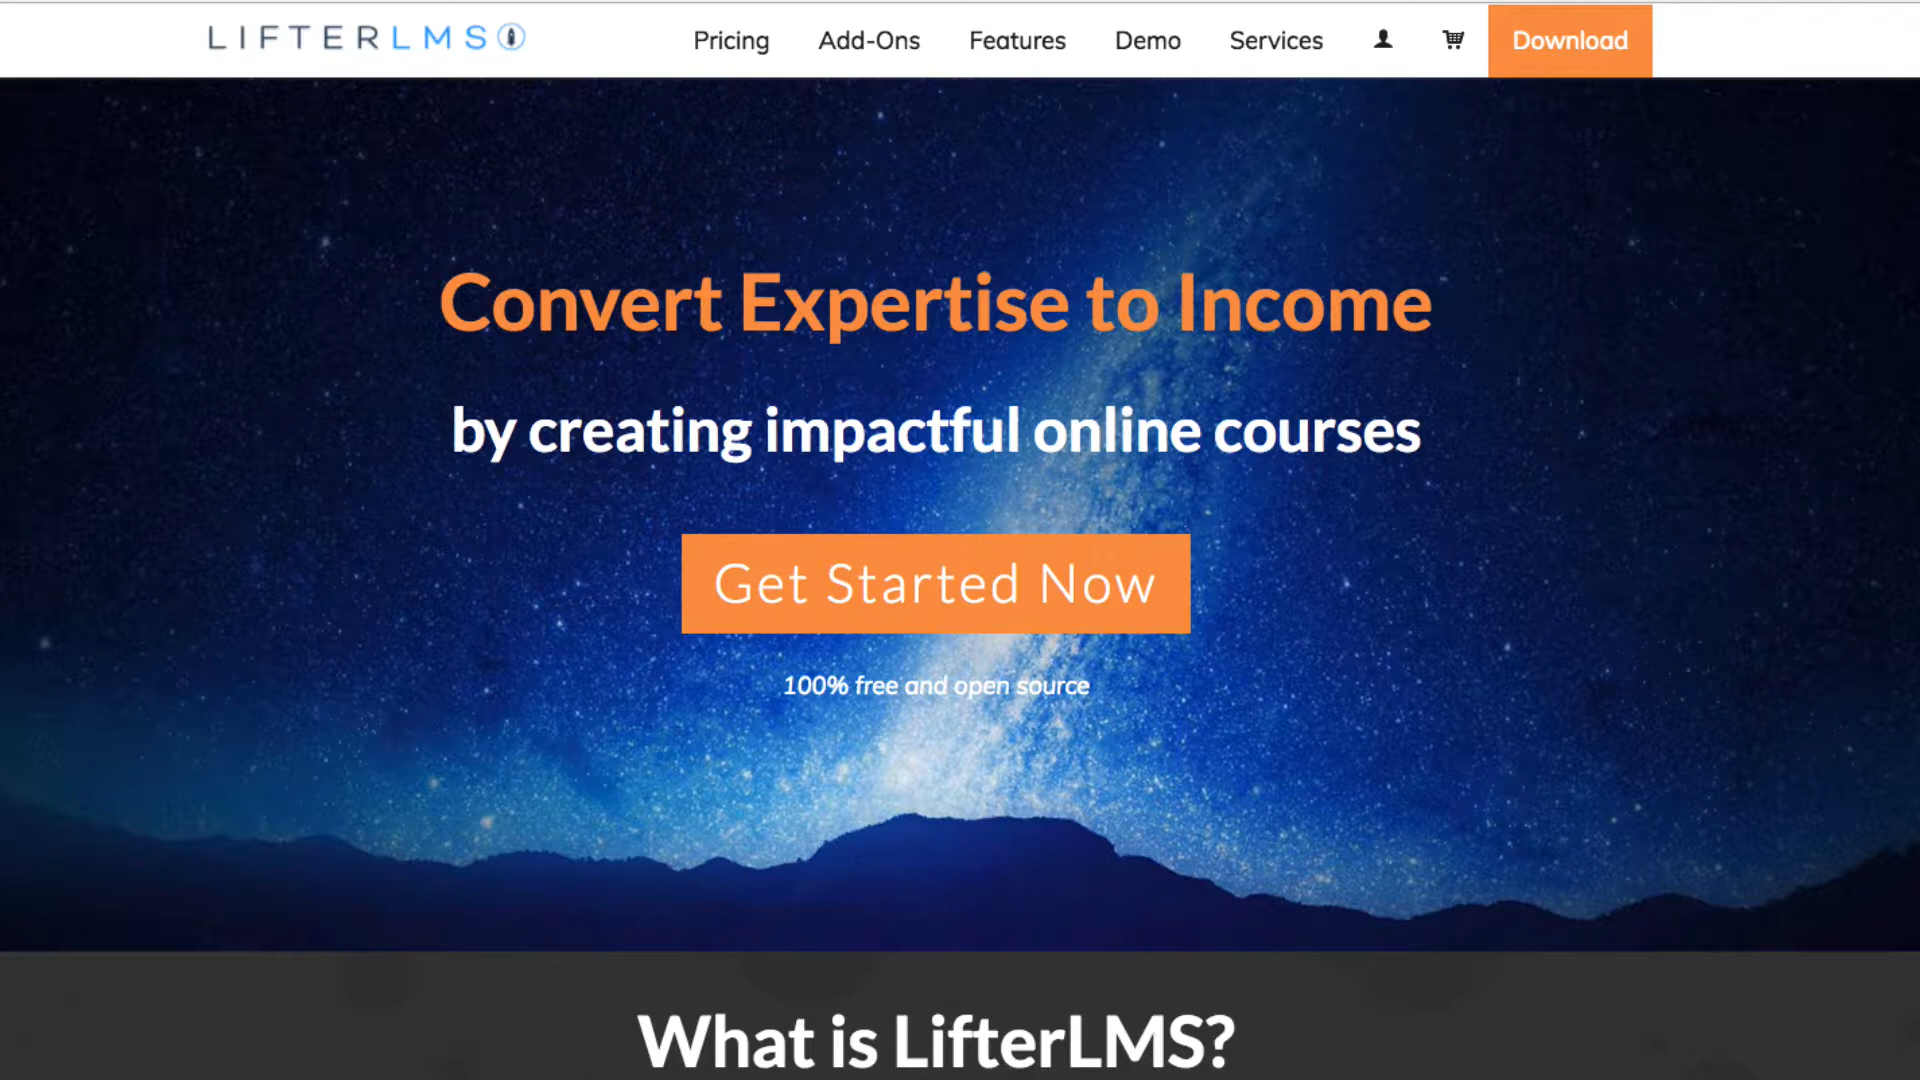 LIFTERLMS
Pricing Add-Ons Features Demo Services Download
Convert Expertise to Income
by creating impactful online courses
Get Started Now
100% free and open source
What is LifterLMS?